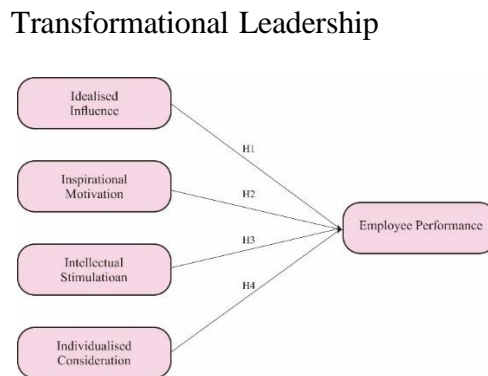 Transformational Leadership
Idealised
Influence
H1
Inspirational
Motivation
H2
Employee Performance
Intellectual
Stimulatioan
H3
H4
Individualised
Consideration